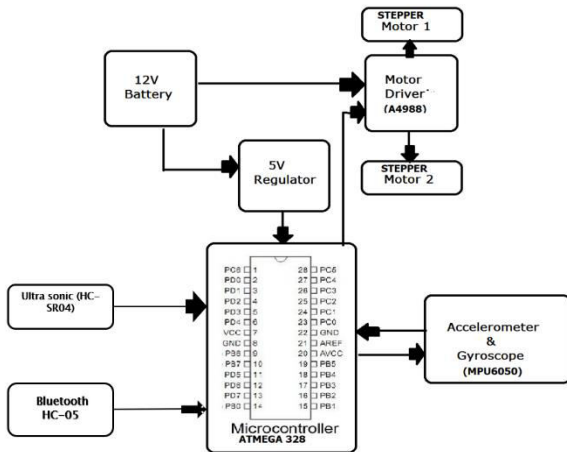 STEPPER
Motor 1
12V
Battery
Motor
Driver
(A4988)
5V
Regulator
STEPPER
Motor 2
Ultra sonic (HC-
SR04)
Bluetooth
HC-05
PC6 1 28 PC5
PD0 2 27 PC4
PD1 3 26 PC3
PD2 4 25 PC2
PD3 5 24 PC1
PD4 6 23 PC0
VCC 7 22 GND
GND 8 21 AREF
PB6 9 20 AVCC
PB7 10 19 PB5
PD5 11 18 PB4
PD6 12 17 PB3
PD7 13 16 PB2
PB0 14 15 PB1
Microcontroller
ATMEGA 328
Accelerometer
&
Gyroscope
(MPU6050)